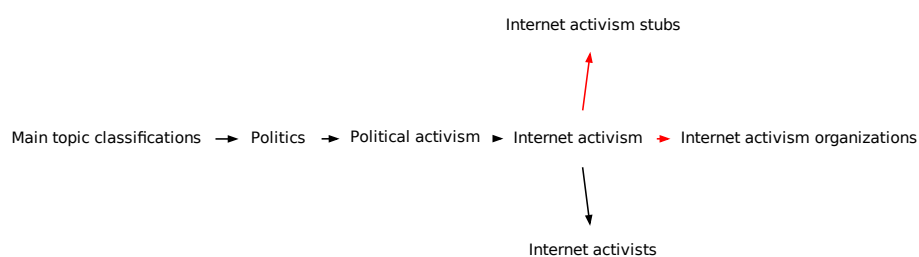 Internet activism stubs
Main topic classifications
Politics
Political activism
Internet activism
Internet activism organizations
Internet activists